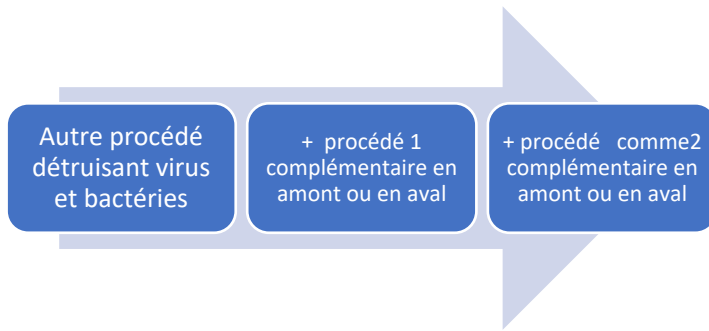 Autre procédé
détruisant virus
et bactéries
+ procédé 1
complémentaire en
amont ou en aval
+ procédé comme2
complémentaire en
amont ou en aval